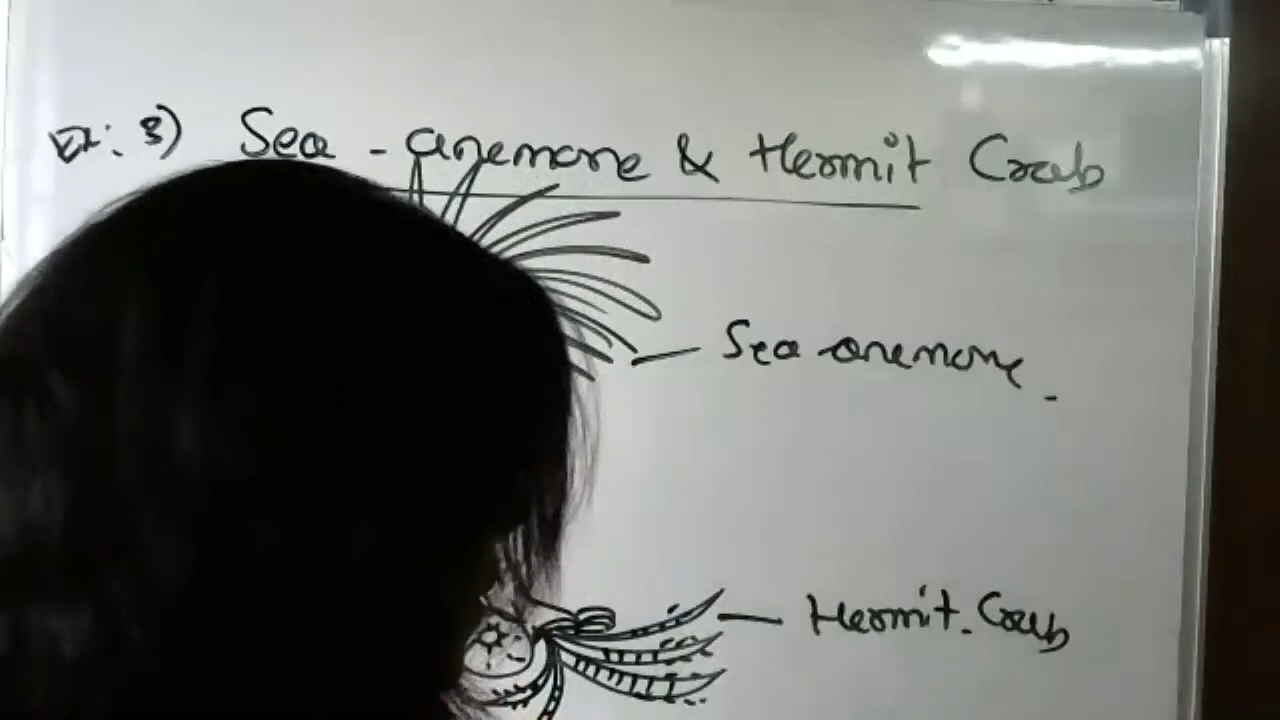 Ex: 3) Sea - anemone & Hermit Crab
Sea anemone.
Hermit. Crab